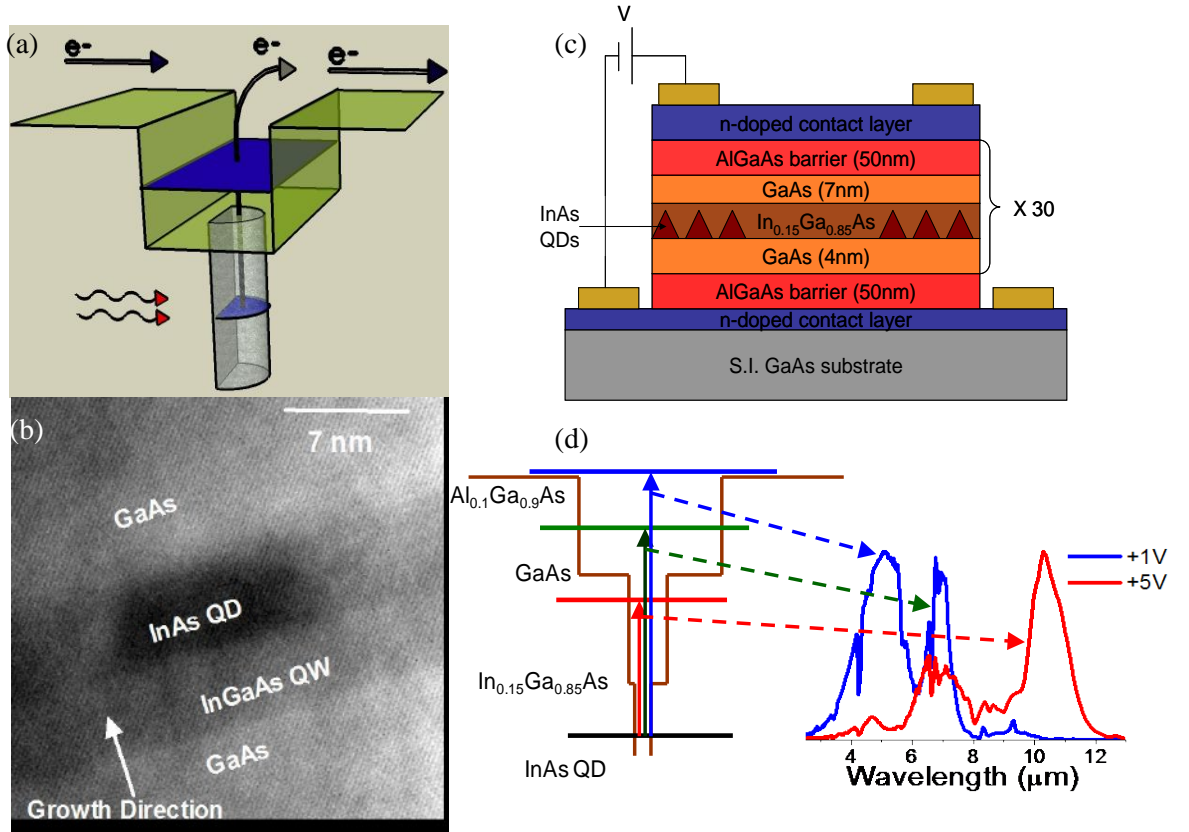 (a)
e-
e-
e-
(b)
7 nm
GaAs
InAs QD
InGaAs QW
GaAs
Growth Direction
(c)
V
n-doped contact layer
AlGaAs barrier (50nm)
GaAs (7nm)
InAs
QDs
In0.15Ga0.85As
X 30
GaAs (4nm)
AlGaAs barrier (50nm)
n-doped contact layer
S.I. GaAs substrate
(d)
Al0.1Ga0.9As
GaAs
In0.15Ga0.85As
InAs QD
+1V
+5V
4 6 8 10 12
Wavelength (μm)